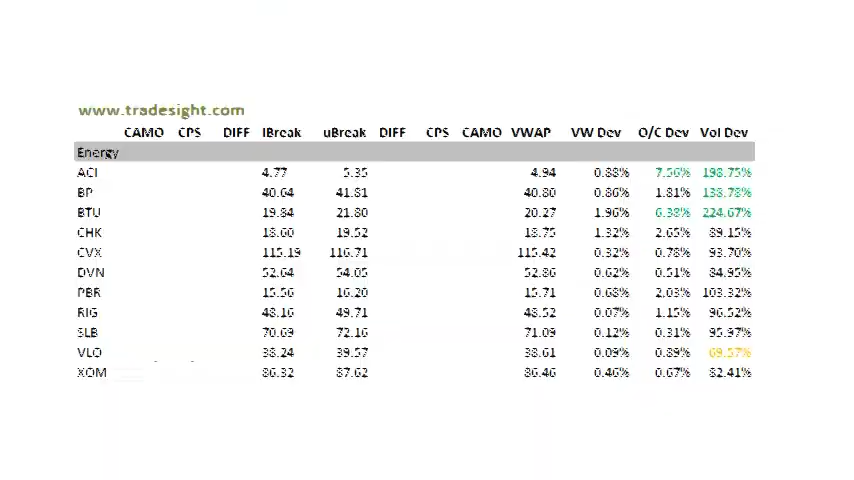 www.tradesight.com
CAMO CPS DIFF lBreak uBreak DIFF CPS CAMO VWAP VW Dev O/C Dev Vol Dev
Energy
ACI 4.77 5.35 4.94 0.88% 7.56% 198.75%
BP 40.64 41.81 40.80 0.86% 1.81% 138.78%
BTU 19.84 21.80 20.27 1.96% 6.38% 224.67%
CHK 18.60 19.52 18.75 1.32% 2.65% 89.15%
CVX 115.19 116.71 115.42 0.32% 0.78% 93.70%
DVN 52.64 54.05 52.86 0.62% 0.51% 84.95%
PBR 15.56 16.20 15.71 0.68% 2.03% 103.32%
RIG 48.16 49.71 48.52 0.07% 1.15% 96.52%
SLB 70.69 72.16 71.09 0.12% 0.31% 95.97%
VLO 38.24 39.57 38.61 0.09% 0.89% 69.57%
XOM 86.32 87.62 86.46 0.46% 0.67% 82.41%